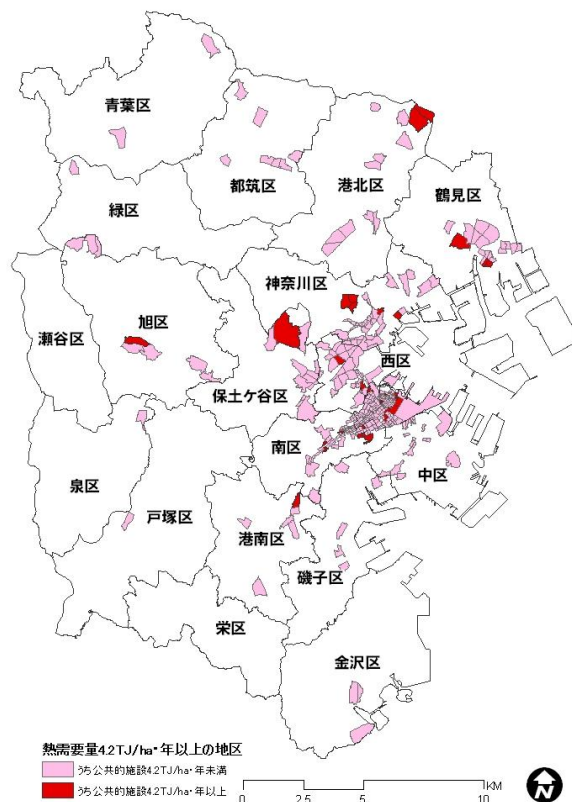 青葉区
都筑区
港北区
鶴見区
緑区
神奈川区
旭区
瀬谷区
西区
保土ケ谷区
南区
中区
泉区
戸塚区
港南区
磯子区
栄区
金沢区
熱需要量4.2TJ/ha・年以上の地区
うち公共的施設4.2TJ/ha・年未満
うち公共的施設4.2TJ/ha・年以上
KM
0 2.5 5 10
N